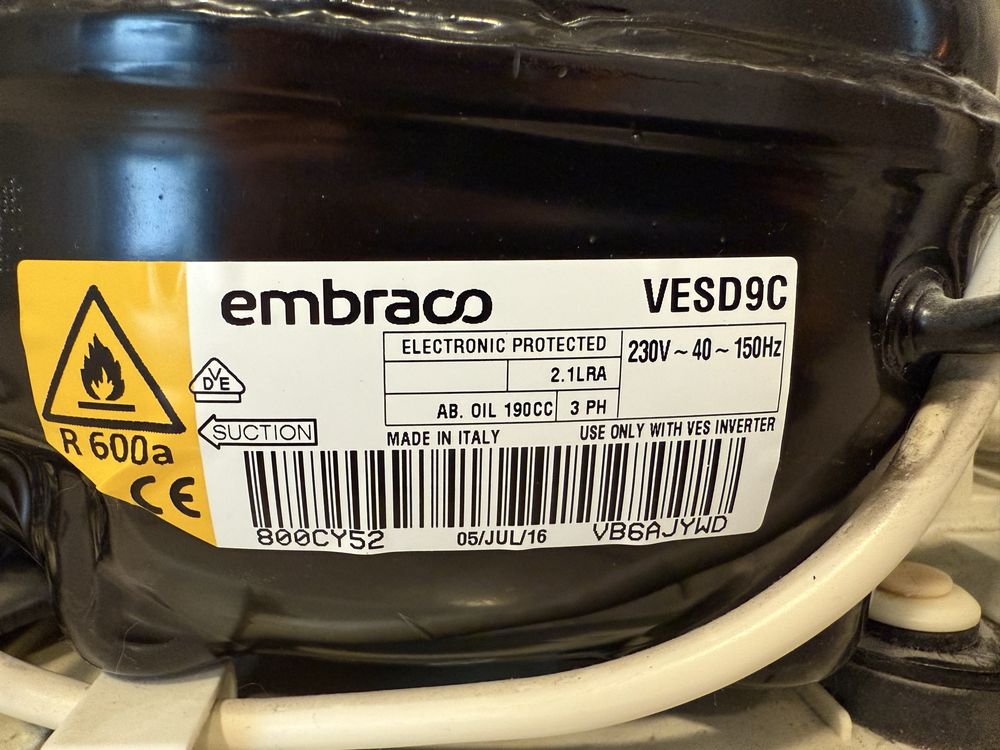 embraco
VESD9C
ELECTRONIC PROTECTED
230V ~ 40 ~ 150Hz
2.1LRA
AB. OIL 190CC
3 PH
DVE
SUCTION
R 600a
CE
MADE IN ITALY
USE ONLY WITH VES INVERTER
800CY52
05/JUL/16
VB6AJYWD